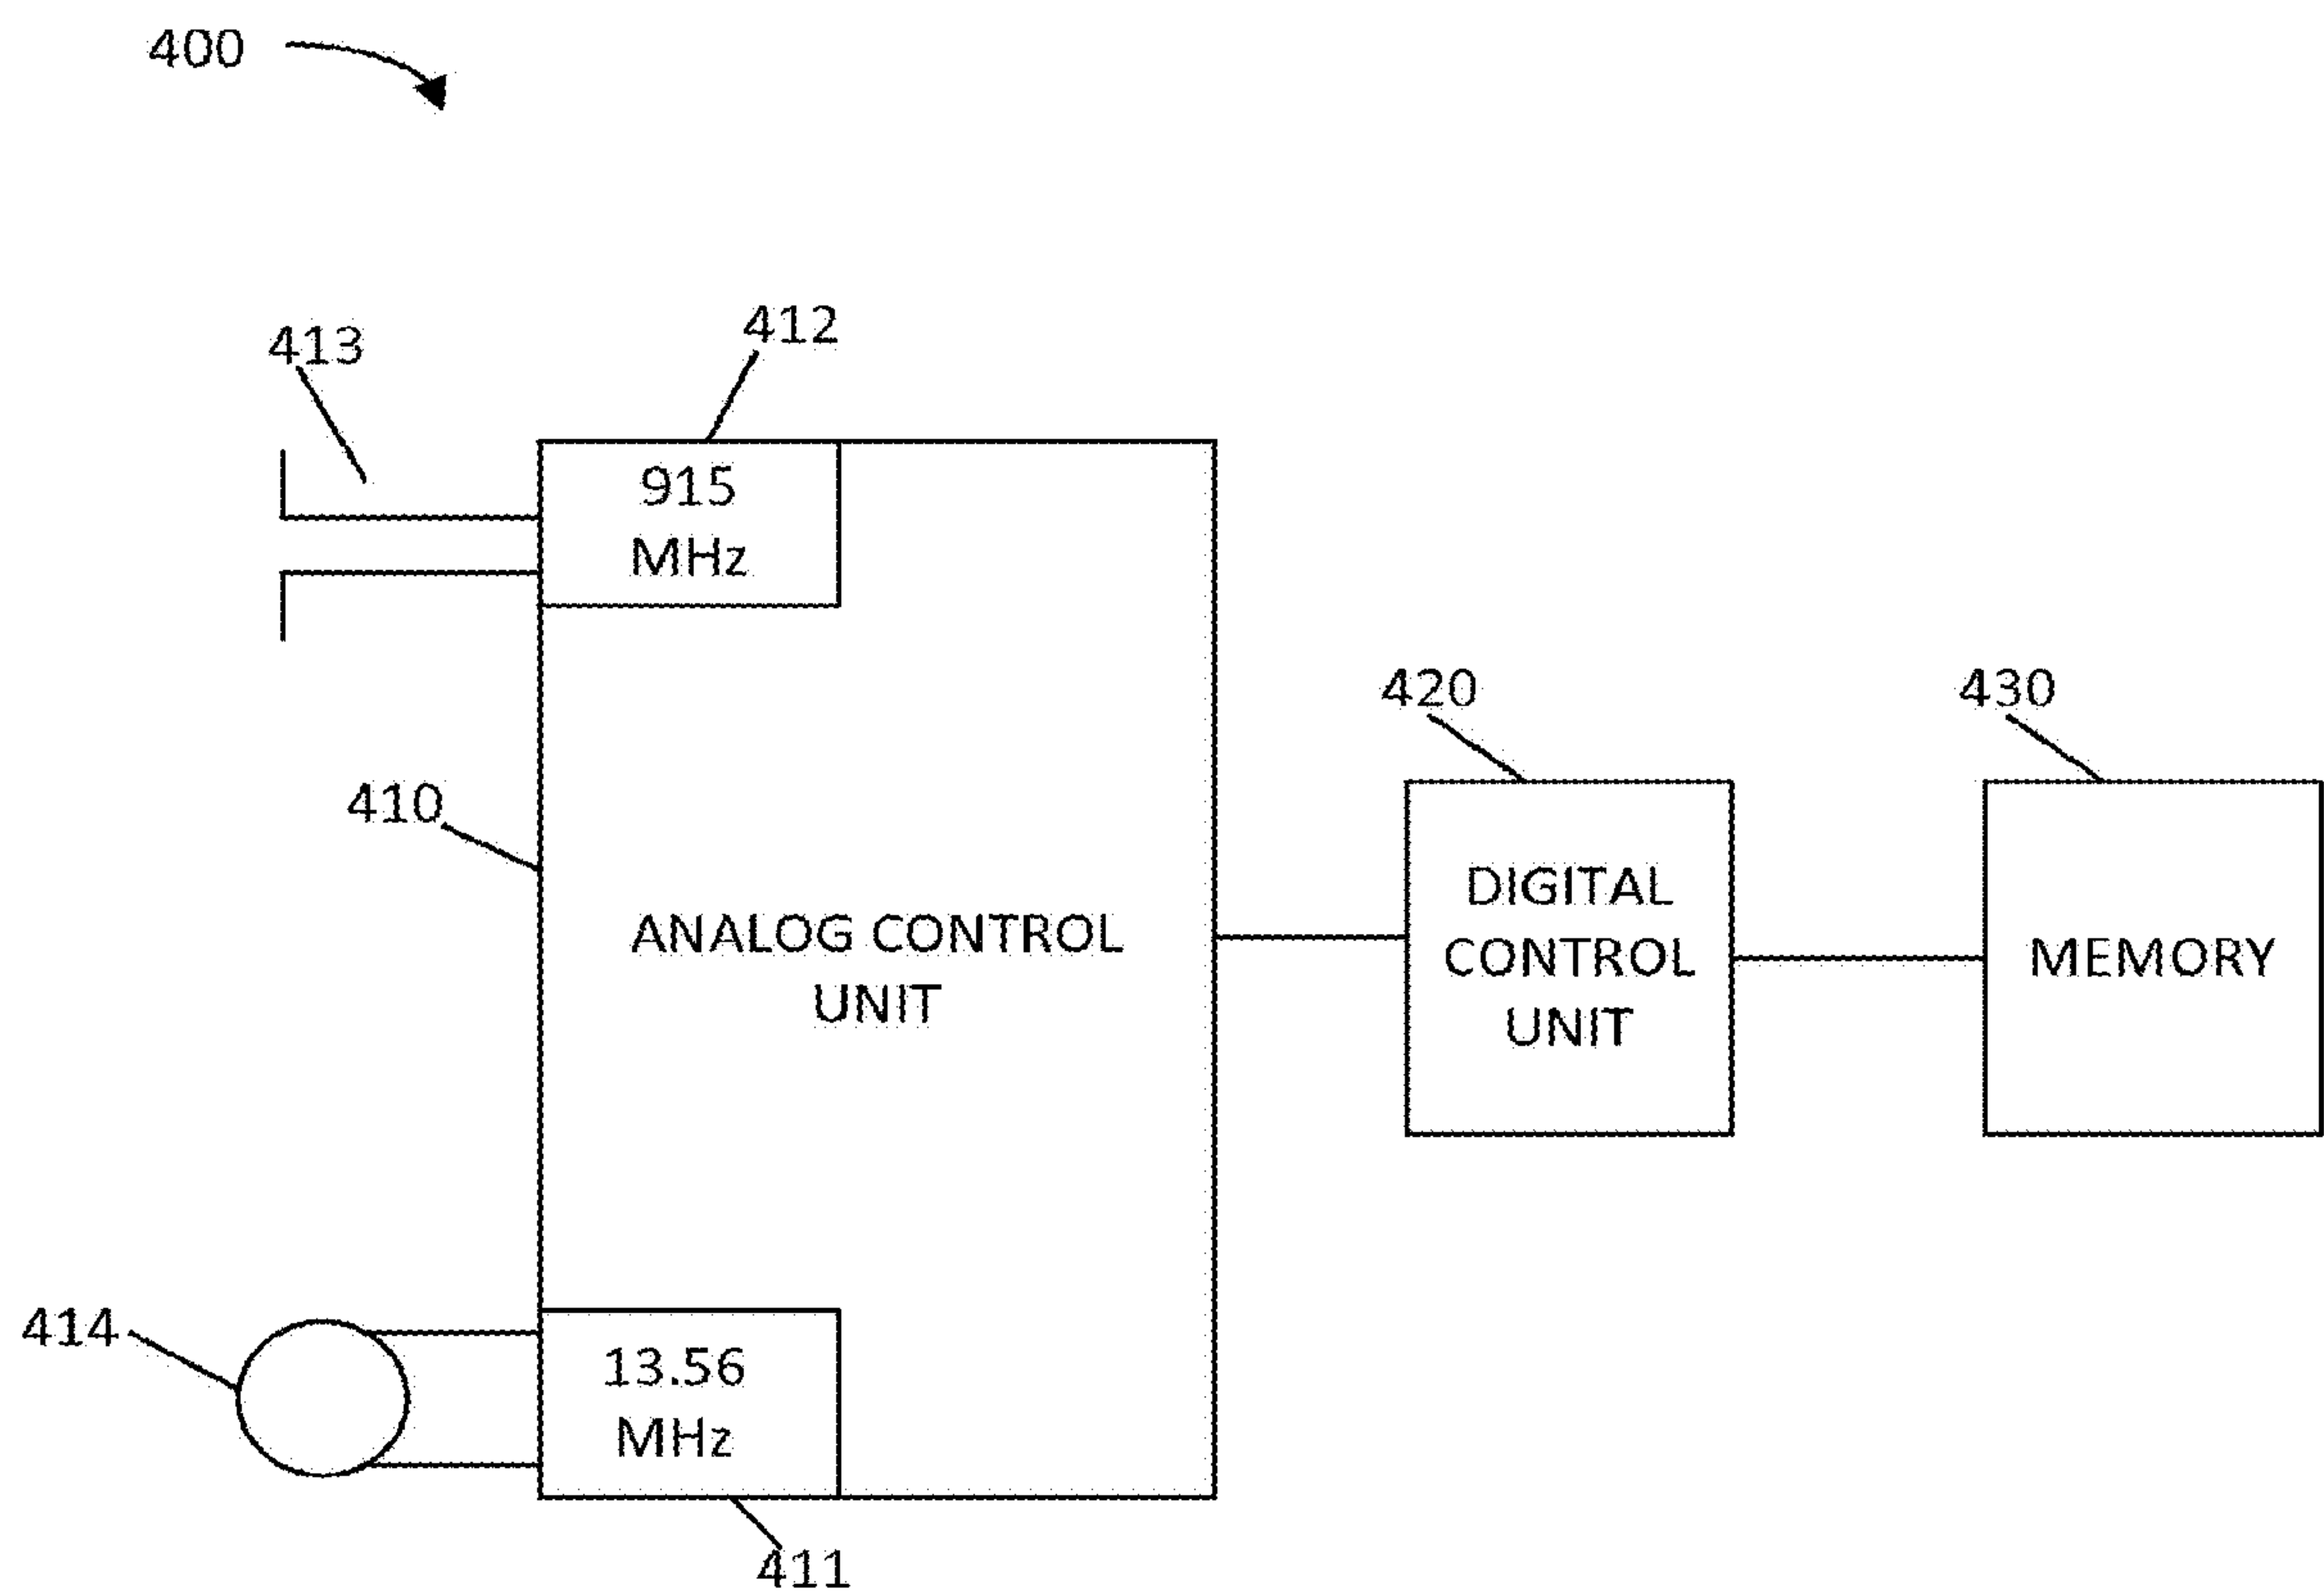 400
413
412
915
MHz
410
420
430
ANALOG CONTROL
UNIT
DIGITAL
CONTROL
UNIT
MEMORY
414
13.56
MHz
411